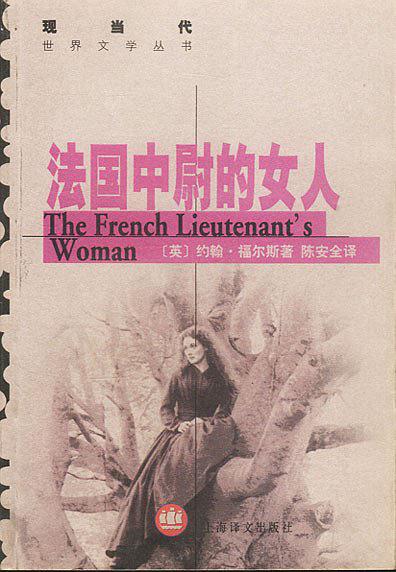 现 当 代
世界文学丛书
法国中尉的女人
The French Lieutenant's
Woman 〔英〕约翰·福尔斯著 陈安全译
上海译文出版社